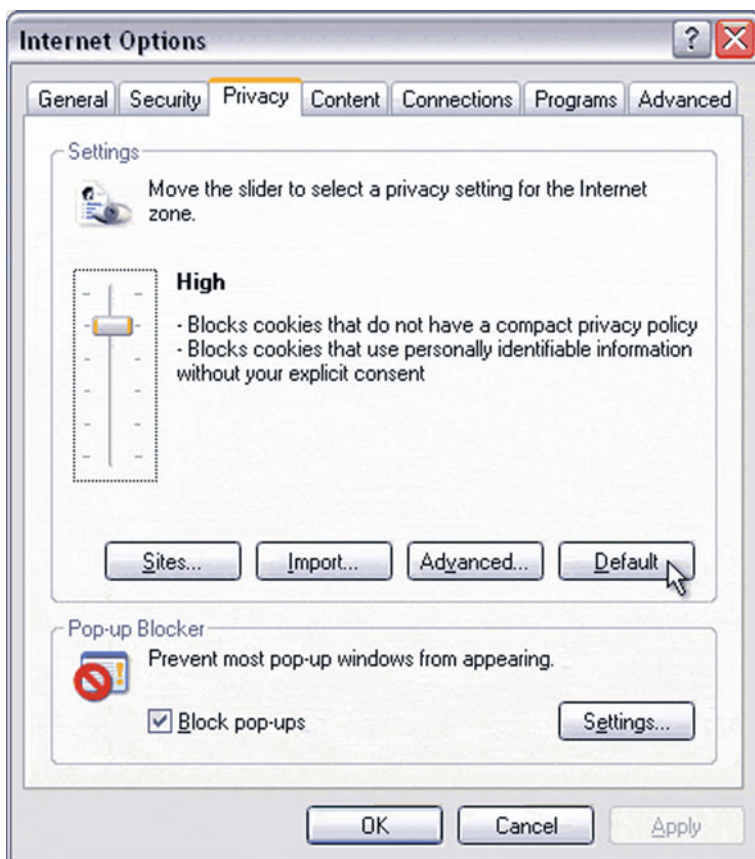 Internet Options
General Security Privacy Content Connections Programs Advanced
Settings
Move the slider to select a privacy setting for the Internet
zone.
High
- Blocks cookies that do not have a compact privacy policy
- Blocks cookies that use personally identifiable information
without your explicit consent
Sites... Import... Advanced... Default
Pop-up Blocker
Prevent most pop-up windows from appearing.
Block pop-ups
Settings...
OK Cancel Apply